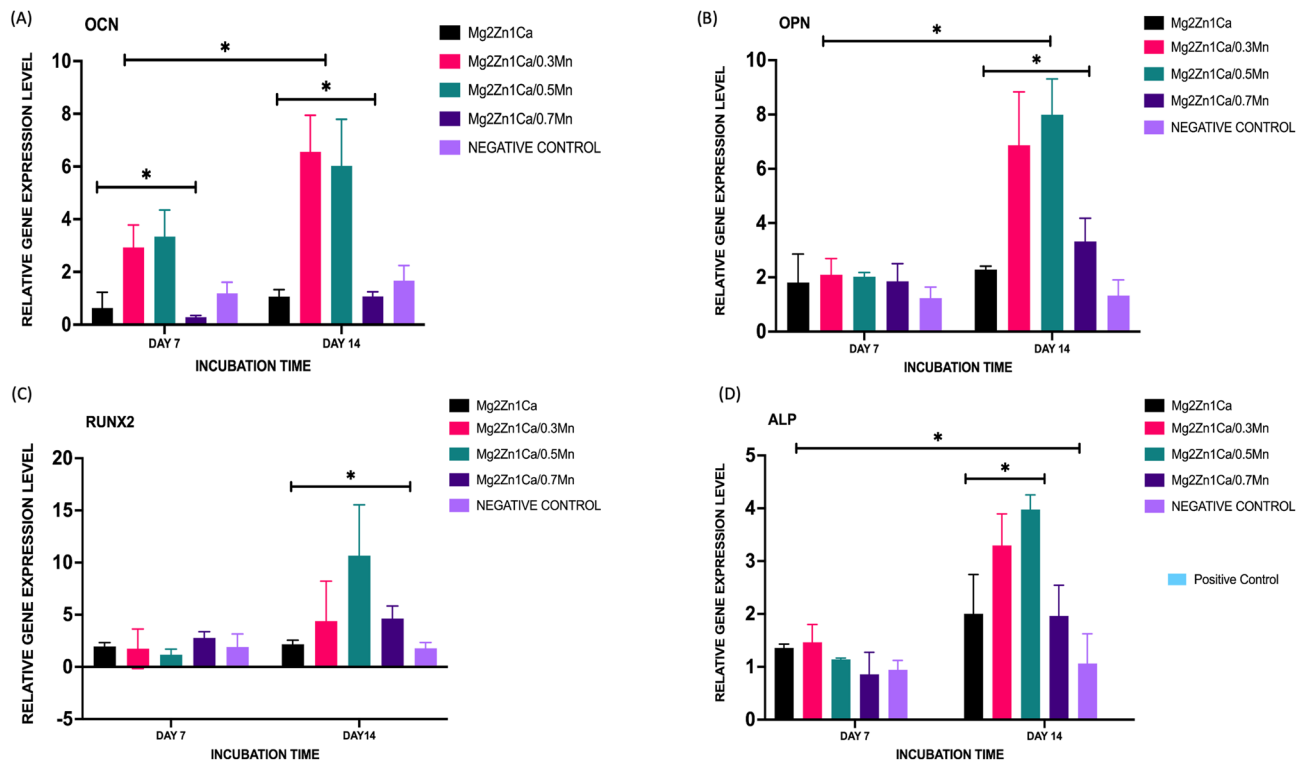 (A)
OCN
*
*
*
RELATIVE GENE EXPRESSION LEVEL
10
8
6
4
2
0
DAY 7
DAY 14
INCUBATION TIME
Mg2Zn1Ca
Mg2Zn1Ca/0.3Mn
Mg2Zn1Ca/0.5Mn
Mg2Zn1Ca/0.7Mn
NEGATIVE CONTROL
(B)
OPN
*
*
RELATIVE GENE EXPRESSION LEVEL
10
8
6
4
2
0
DAY 7
DAY 14
INCUBATION TIME
Mg2Zn1Ca
Mg2Zn1Ca/0.3Mn
Mg2Zn1Ca/0.5Mn
Mg2Zn1Ca/0.7Mn
NEGATIVE CONTROL
(C)
RUNX2
*
RELATIVE GENE EXPRESSION LEVEL
20
15
10
5
0
-5
DAY 7
DAY14
INCUBATION TIME
Mg2Zn1Ca
Mg2Zn1Ca/0.3Mn
Mg2Zn1Ca/0.5Mn
Mg2Zn1Ca/0.7Mn
NEGATIVE CONTROL
(D)
ALP
*
*
RELATIVE GENE EXPRESSION LEVEL
5
4
3
2
1
0
DAY 7
DAY 14
INCUBATION TIME
Mg2Zn1Ca
Mg2Zn1Ca/0.3Mn
Mg2Zn1Ca/0.5Mn
Mg2Zn1Ca/0.7Mn
NEGATIVE CONTROL
Positive Control